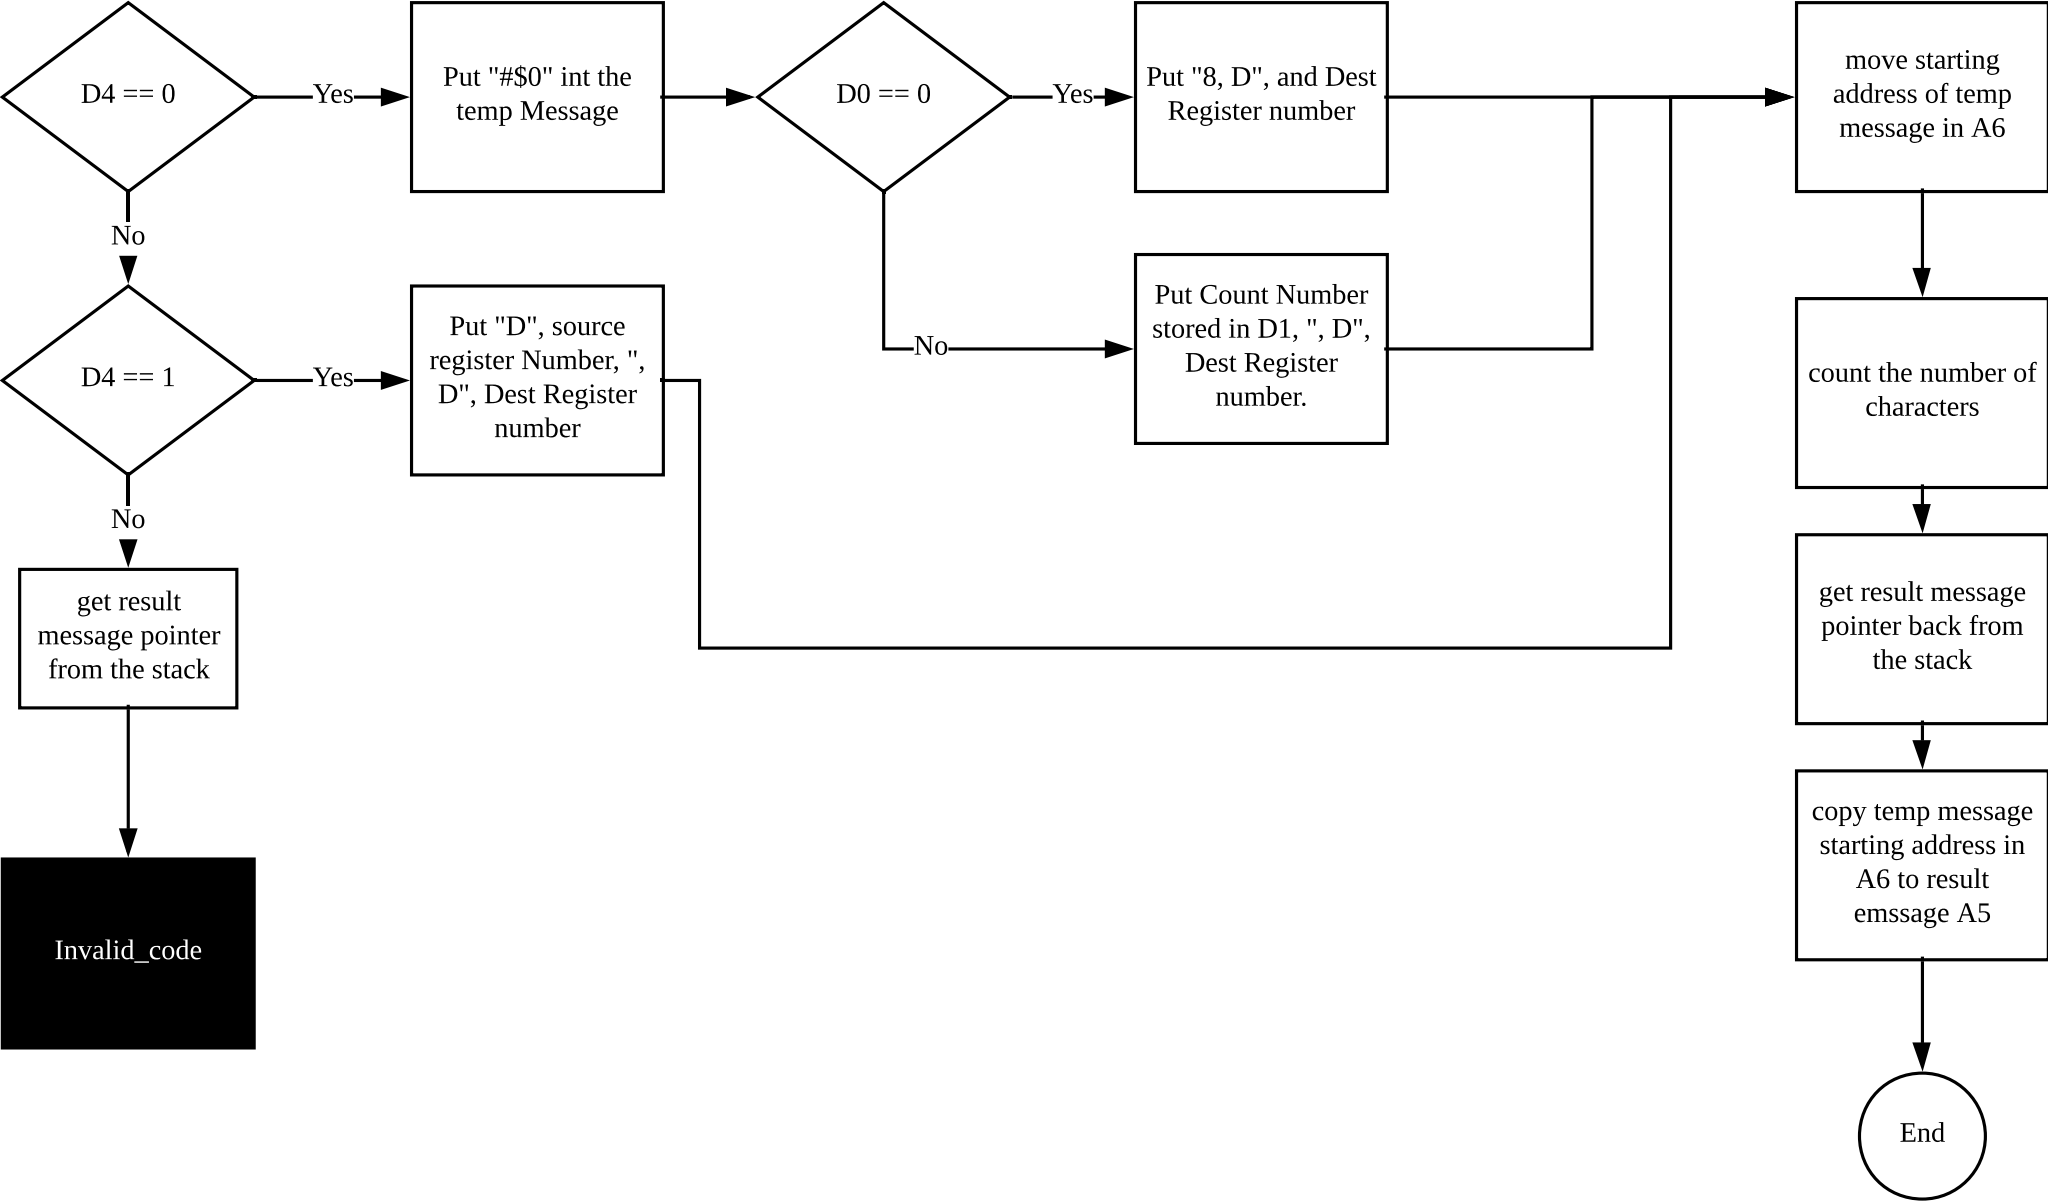 D4 == 0
Yes
Put "#$0" int the
temp Message
D0 == 0
Yes
Put "8, D", and Dest
Register number
move starting
address of temp
message in A6
No
No
Put Count Number
stored in D1, ", D",
Dest Register
number.
D4 == 1
Yes
Put "D", source
register Number, ",
D", Dest Register
number
count the number of
characters
No
get result
message pointer
from the stack
get result message
pointer back from
the stack
Invalid_code
copy temp message
starting address in
A6 to result
emssage A5
End